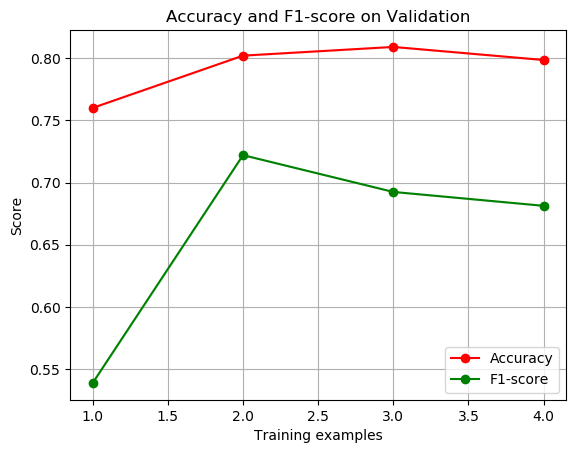 Accuracy and F1-score on Validation
Score
0.80
0.75
0.70
0.65
0.60
0.55
Accuracy
F1-score
1.0 1.5 2.0 2.5 3.0 3.5 4.0
Training examples